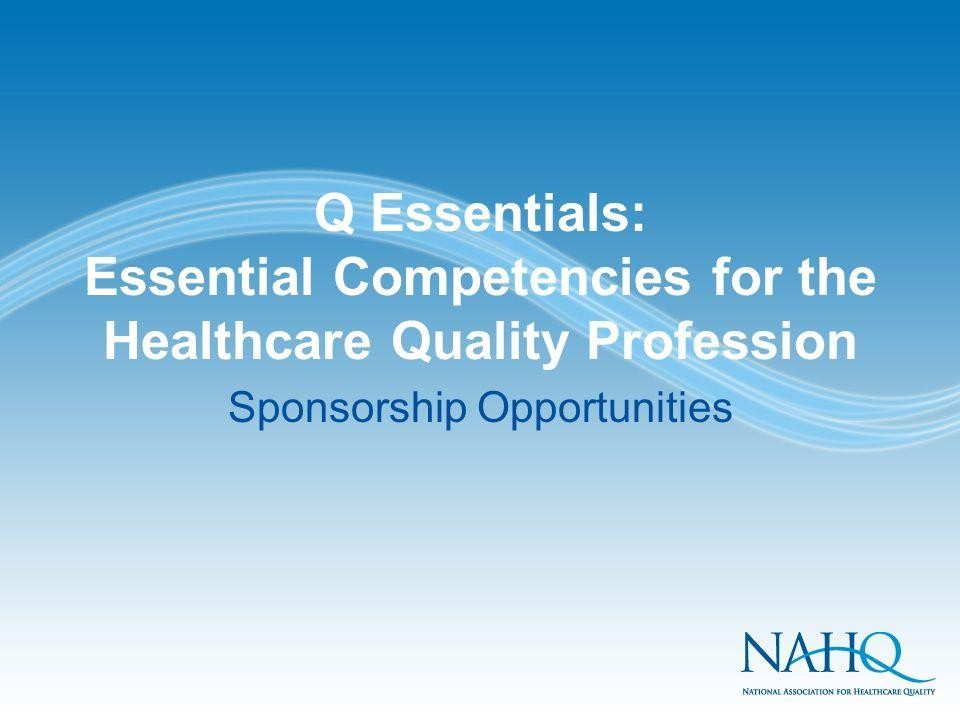 Q Essentials:
Essential Competencies for the
Healthcare Quality Profession
Sponsorship Opportunities
NAHQ
NATIONAL ASSOCIATION FOR HEALTHCARE QUALITY